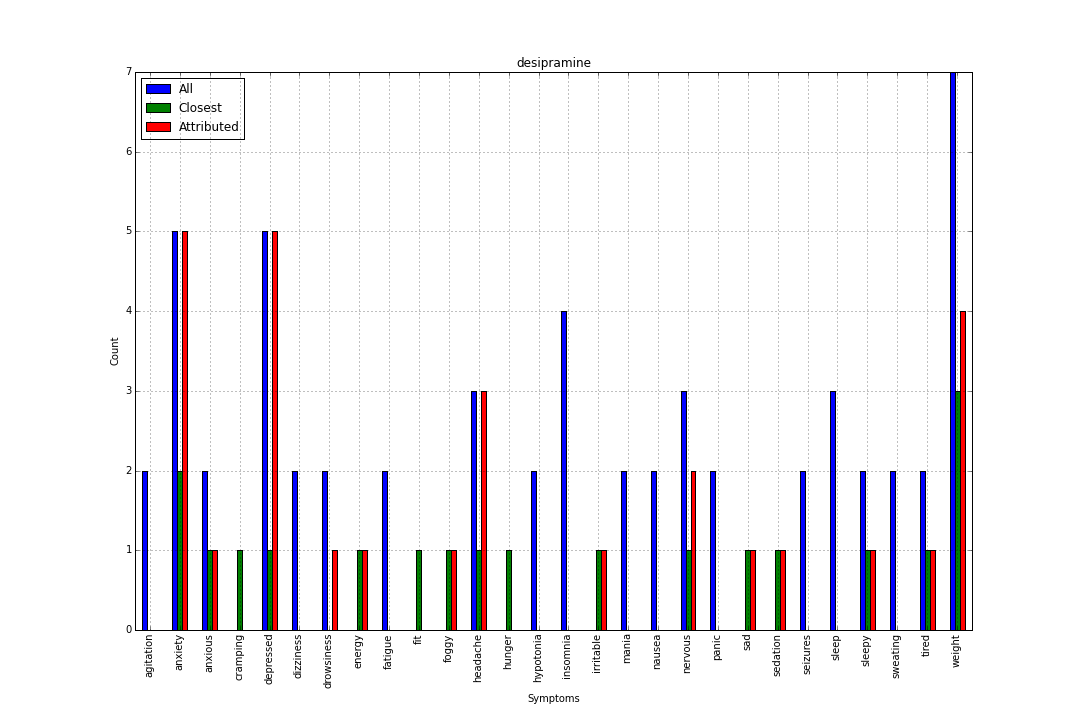 desipramine
All
Closest
Attributed
7
6
5
4
3
2
1
0
Count
agitation
anxiety
anxious
cramping
depressed
dizziness
drowsiness
energy
fatigue
fit
foggy
headache
hunger
hypotonia
insomnia
irritable
mania
nausea
nervous
panic
sad
sedation
seizures
sleep
sleepy
sweating
tired
weight
Symptoms